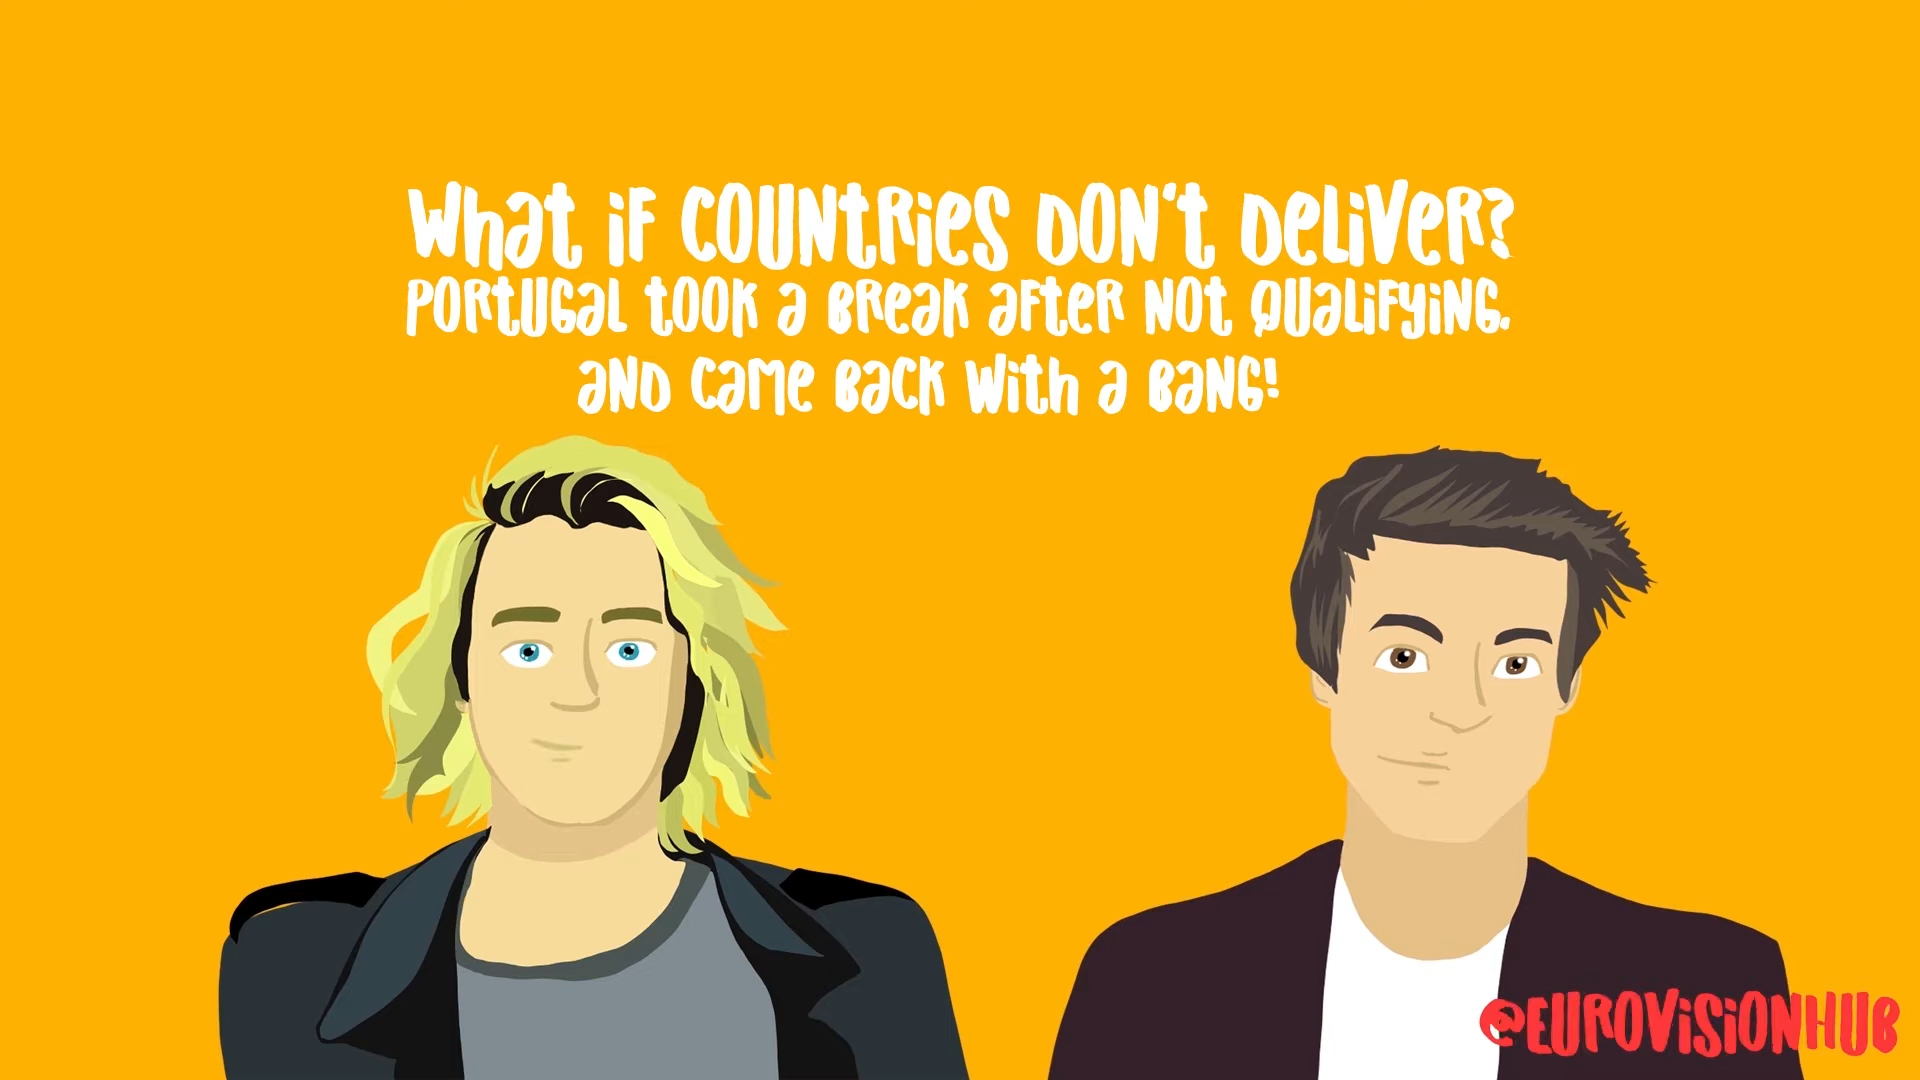 What if countries don't deliver?
Portugal took a break after not qualifying.
And came back with a bang!
@EUROVISIONHUB